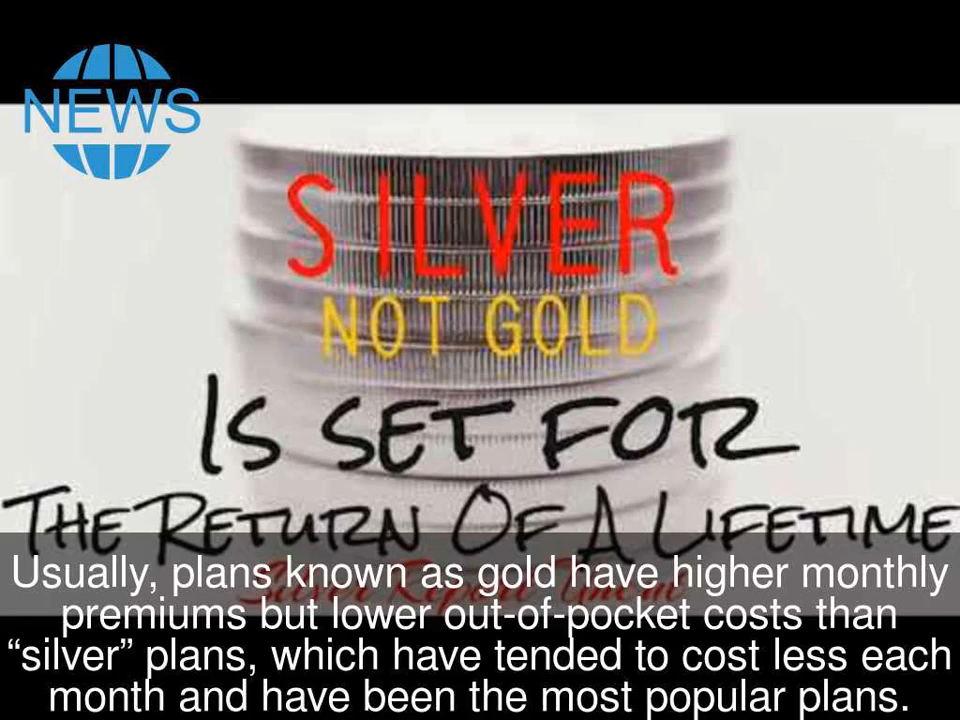 NEWS
SILVER
NOT GOLD
IS SET FOR
THE RETURN OF A LIFETIME
Silver Report
Usually, plans known as gold have higher monthly
premiums but lower out-of-pocket costs than
“silver” plans, which have tended to cost less each
month and have been the most popular plans.